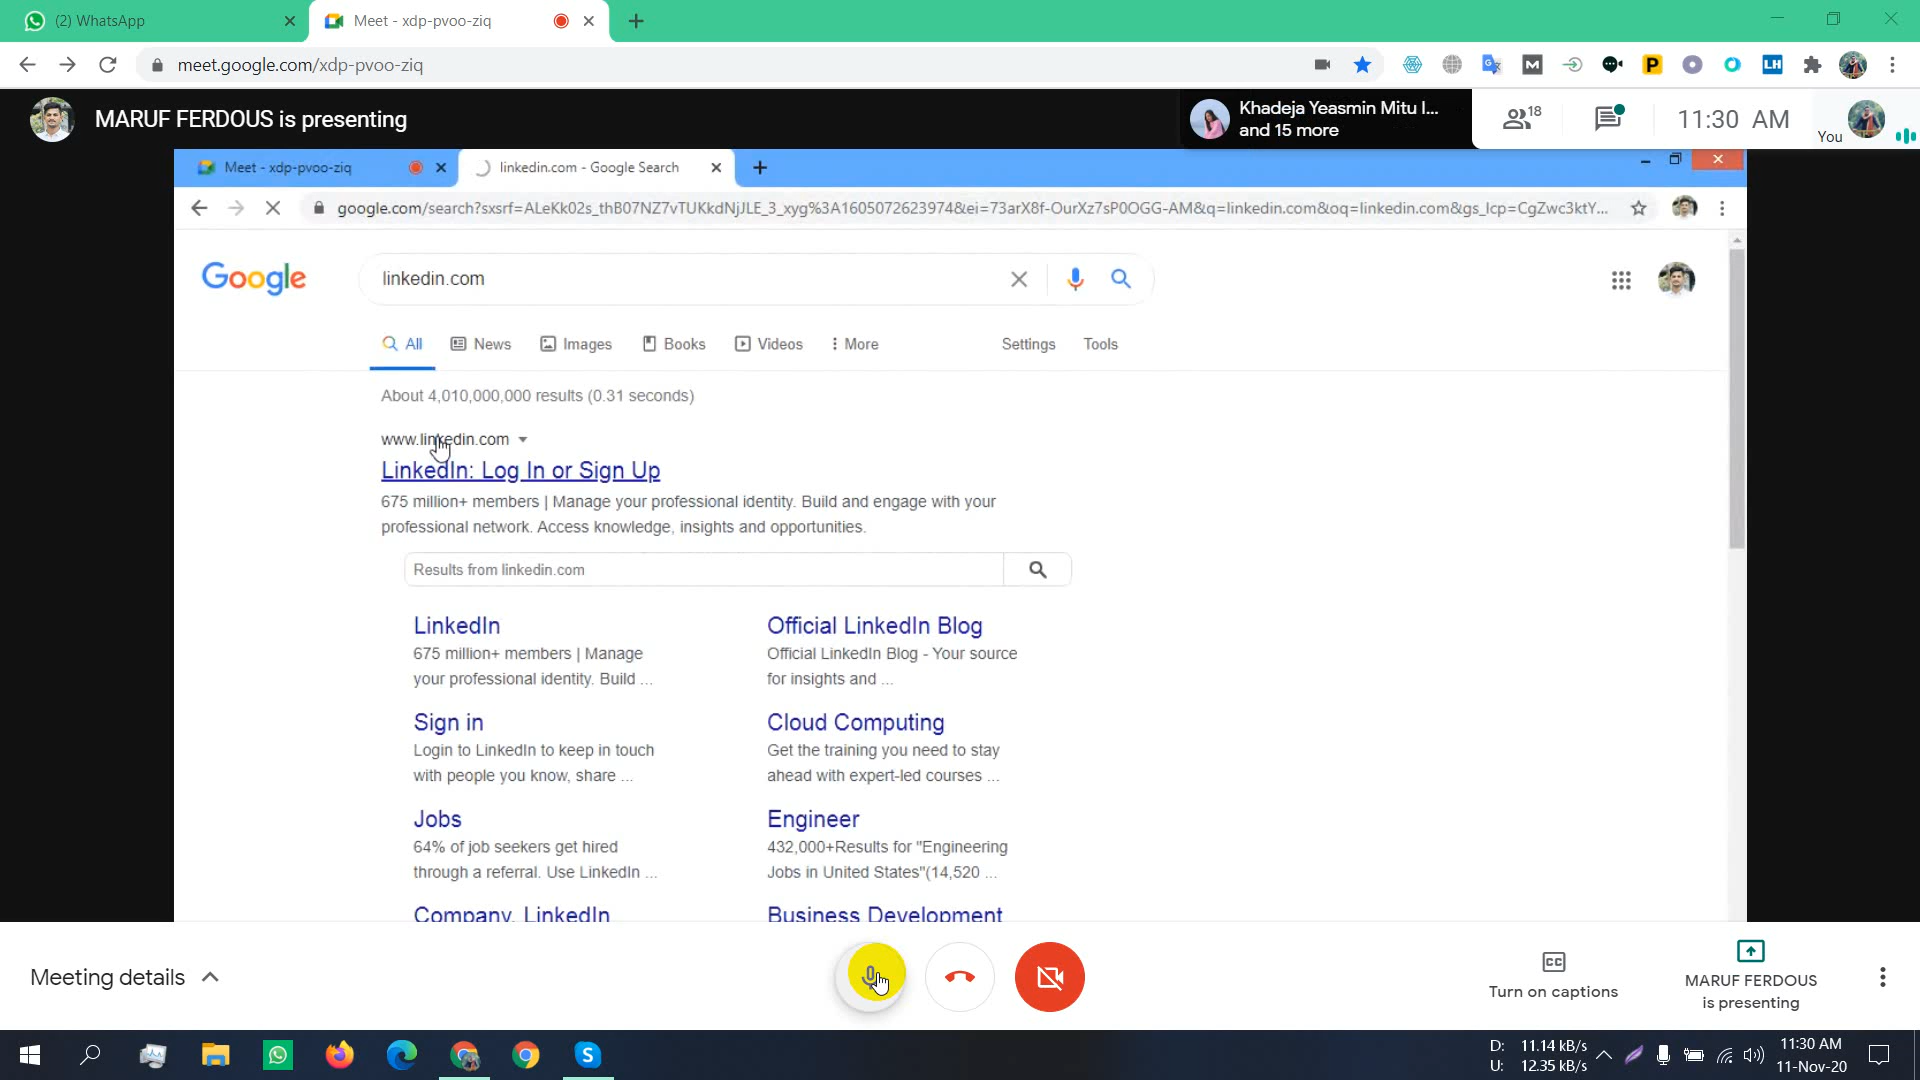 (2) WhatsApp
Meet - xdp-pvoo-ziq
meet.google.com/xdp-pvoo-ziq
MARUF FERDOUS is presenting
Khadeja Yeasmin Mitu I...
and 15 more
18
11:30 AM
You
Meet - xdp-pvoo-ziq
linkedin.com - Google Search
google.com/search?sxsrf=ALeKk02s_thB07NZ7vTUKkdNjJLE_3_xyg%3A1605072623974&ei=73arX8f-OurXz7sP0OGG-AM&q=linkedin.com&oq=linkedin.com&gs_lcp=CgZwc3ktY...
Google
linkedin.com
All
News
Images
Books
Videos
More
Settings
Tools
About 4,010,000,000 results (0.31 seconds)
www.linkedin.com
LinkedIn: Log In or Sign Up
675 million+ members | Manage your professional identity. Build and engage with your
professional network. Access knowledge, insights and opportunities.
Results from linkedin.com
LinkedIn
675 million+ members | Manage
your professional identity. Build ...
Official LinkedIn Blog
Official LinkedIn Blog - Your source
for insights and ...
Sign in
Login to LinkedIn to keep in touch
with people you know, share ...
Cloud Computing
Get the training you need to stay
ahead with expert-led courses ...
Jobs
64% of job seekers get hired
through a referral. Use LinkedIn ...
Engineer
432,000+Results for "Engineering
Jobs in United States"(14,520 ...
Company. LinkedIn
Business Development
Meeting details
Turn on captions
MARUF FERDOUS
is presenting
D: 11.14 kB/s
U: 12.35 kB/s
11:30 AM
11-Nov-20